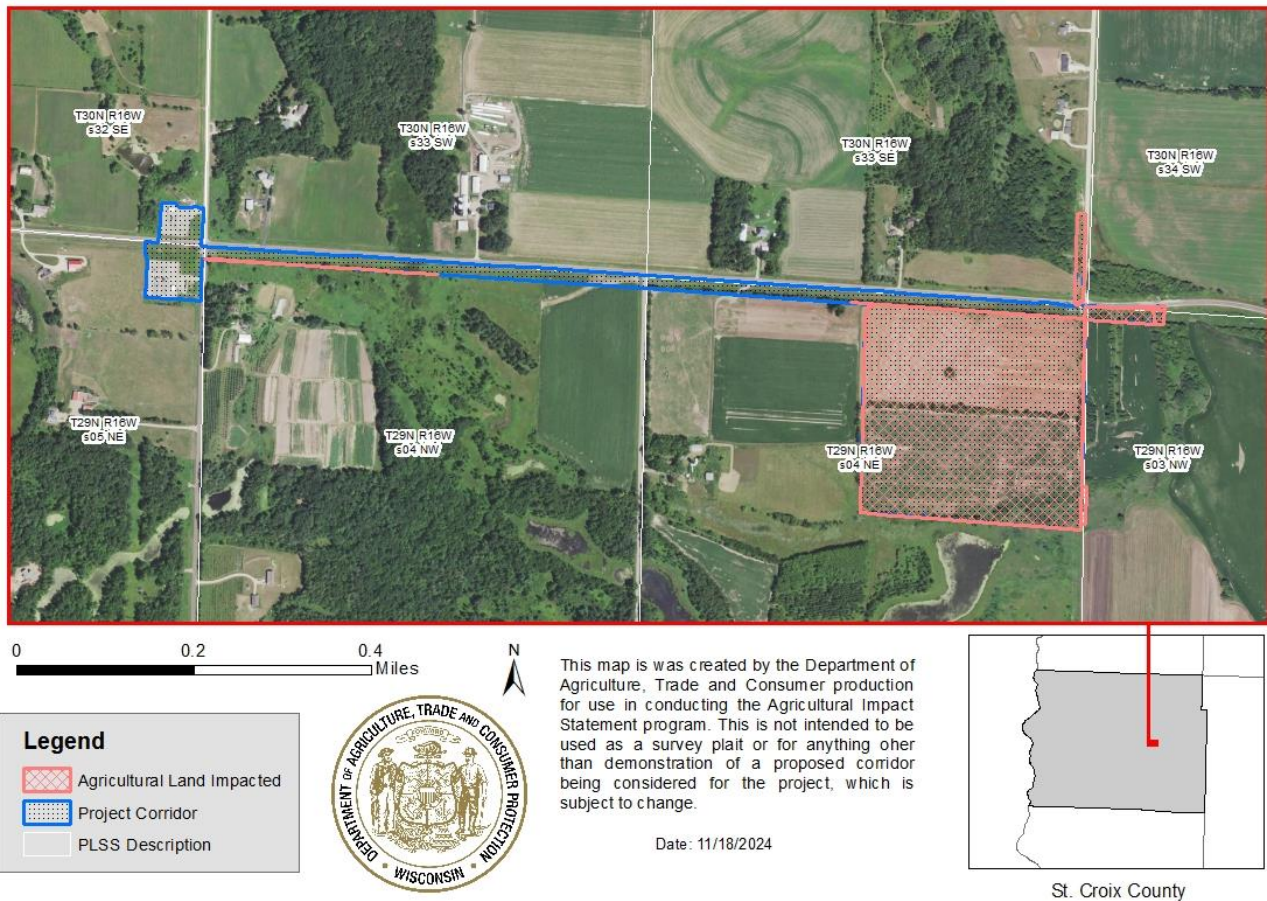 T30N R16W
s32 SE
T30N R16W
s33 SW
T30N R16W
s33 SE
T30N R16W
s34 SW
T29N R16W
s05 NE
T29N R16W
s04 NW
T29N R16W
s04 NE
T29N R16W
s03 NW
0 0.2 0.4
Miles
N
Legend
Agricultural Land Impacted
Project Corridor
PLSS Description
DEPARTMENT OF AGRICULTURE, TRADE AND CONSUMER PROTECTION
• WISCONSIN •
This map is was created by the Department of
Agriculture, Trade and Consumer production
for use in conducting the Agricultural Impact
Statement program. This is not intended to be
used as a survey plait or for anything oher
than demonstration of a proposed corridor
being considered for the project, which is
subject to change.
Date: 11/18/2024
St. Croix County